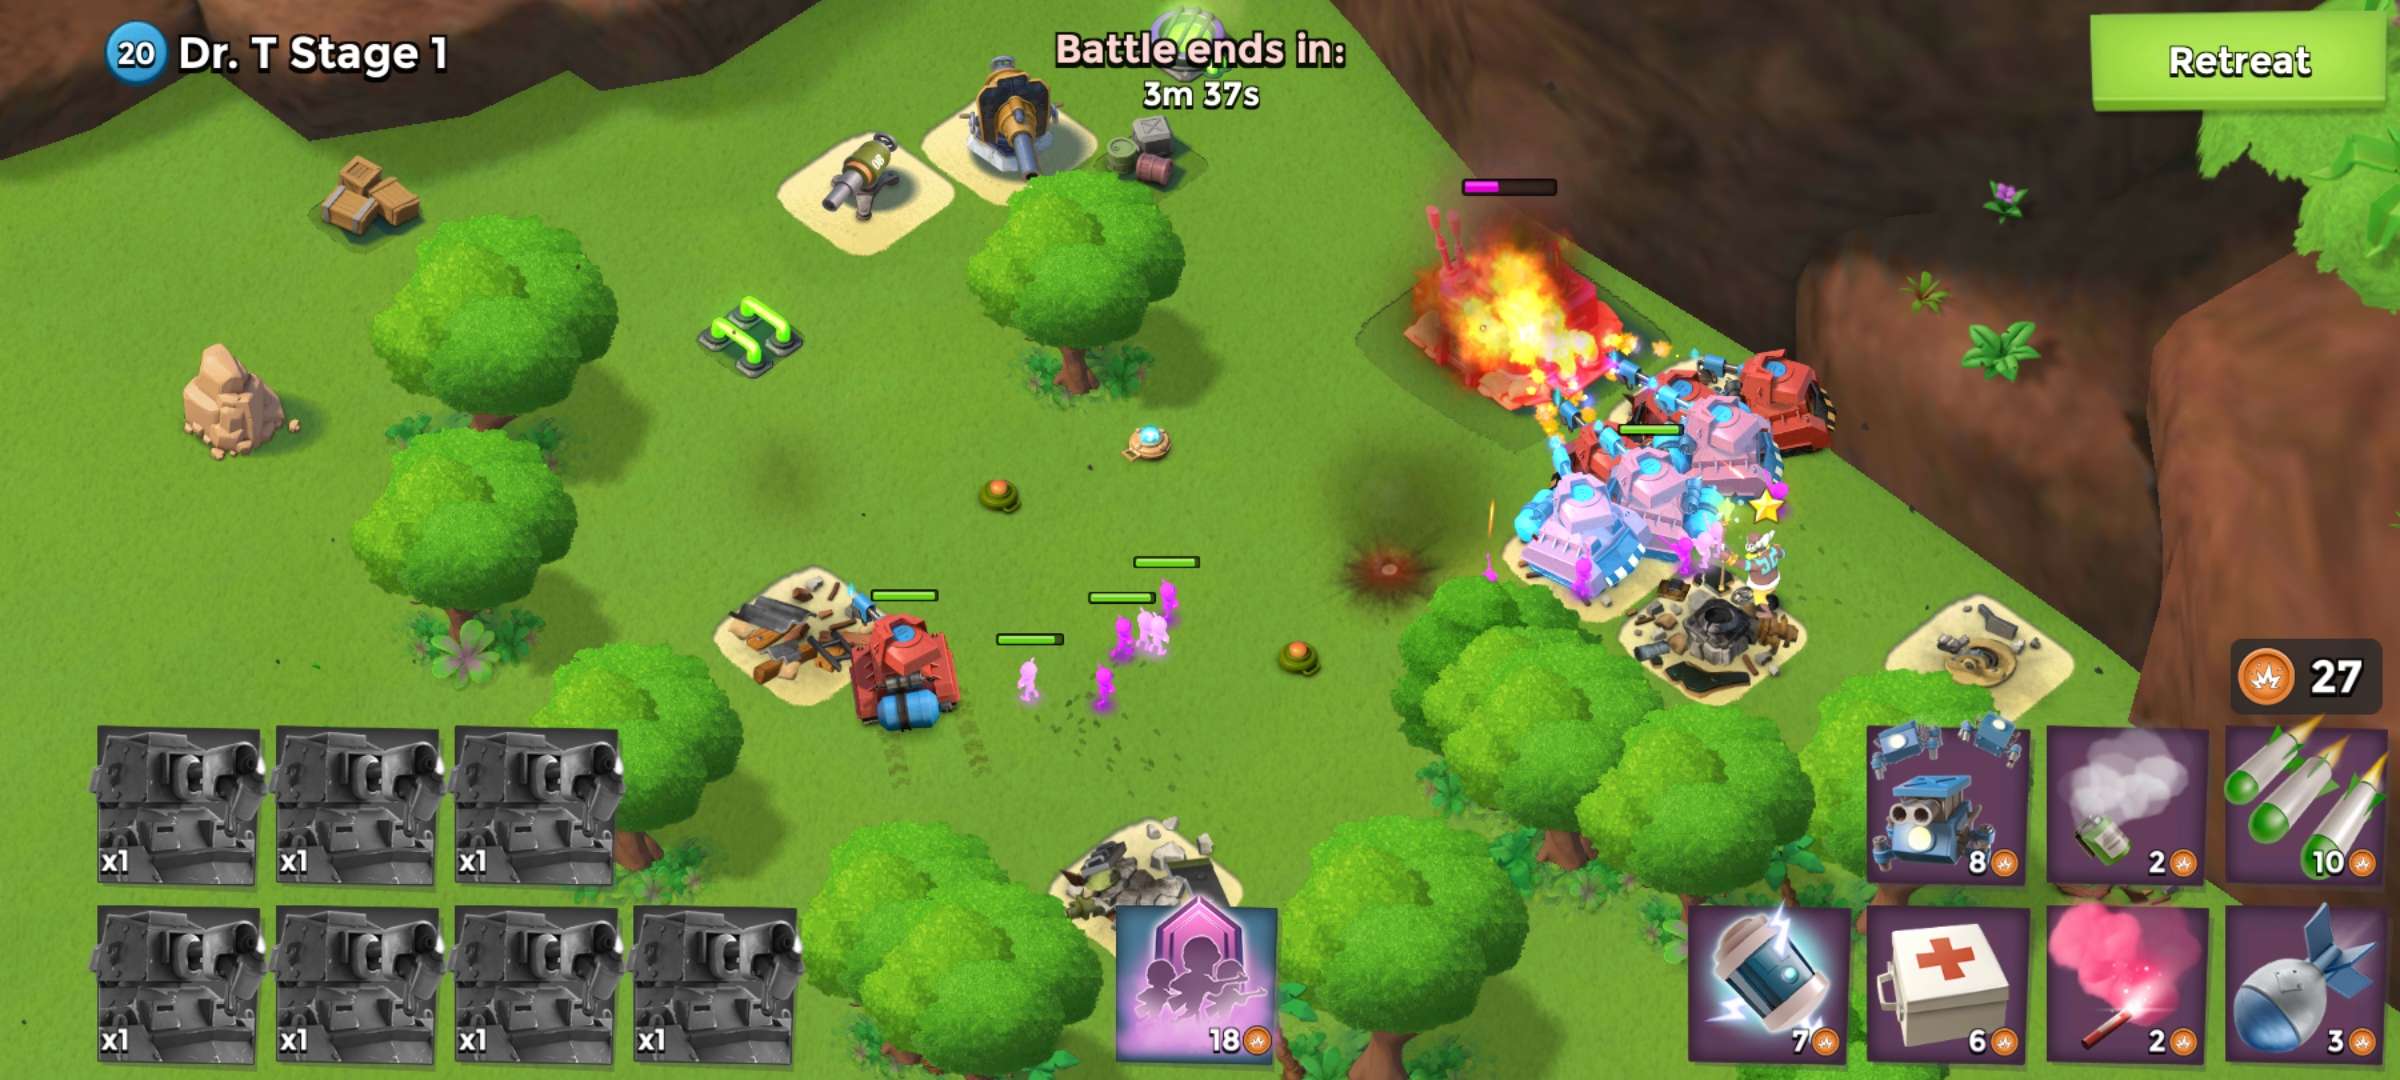 20 Dr. T Stage 1
Battle ends in:
3m 37s
Retreat
08
27
x1 x1 x1
8 2 10
x1 x1 x1 x1
18
7 6 2 3